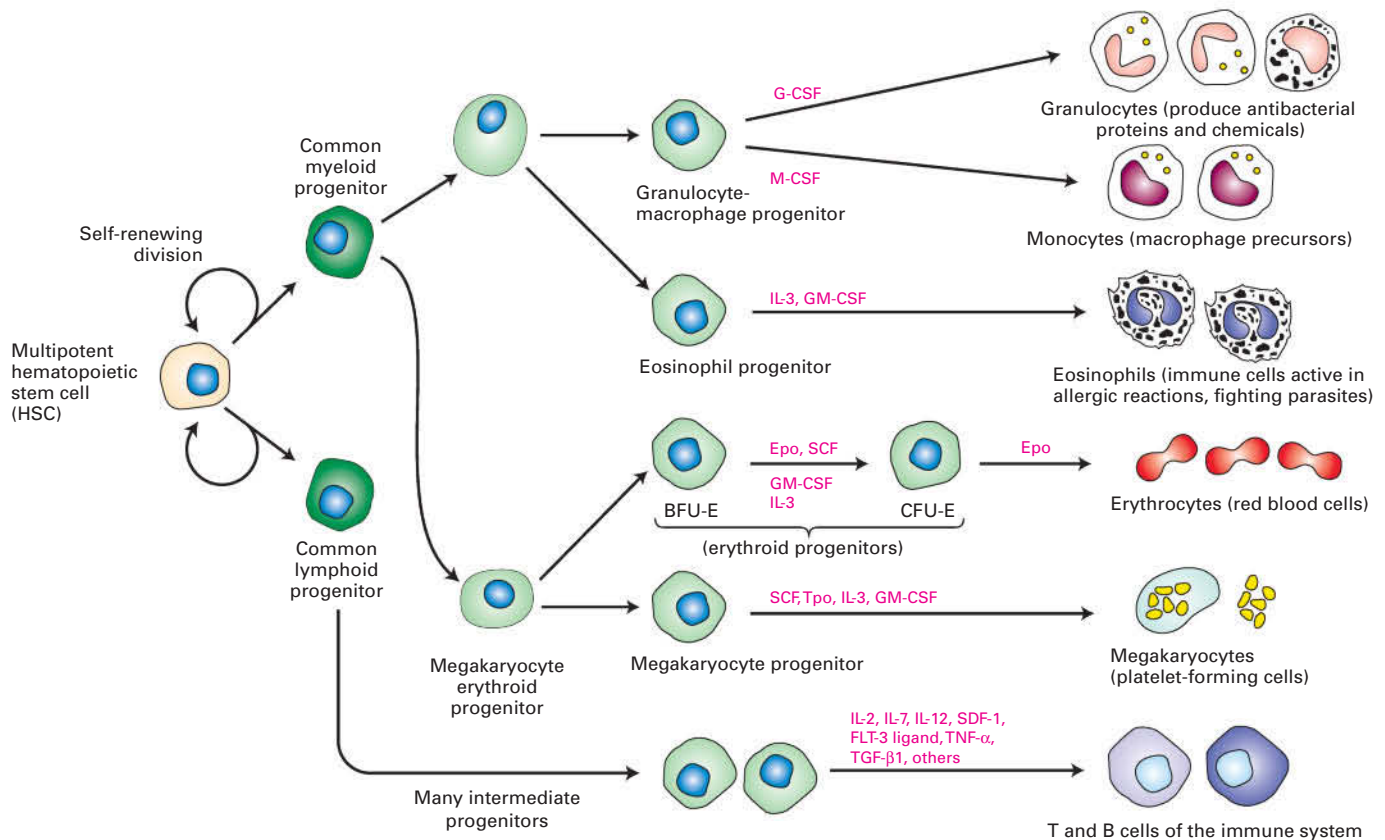 G-CSF
Granulocytes (produce antibacterial
proteins and chemicals)
Common
myeloid
progenitor
M-CSF
Granulocyte-
macrophage progenitor
Monocytes (macrophage precursors)
Self-renewing
division
IL-3, GM-CSF
Multipotent
hematopoietic
stem cell
(HSC)
Eosinophil progenitor
Eosinophils (immune cells active in
allergic reactions, fighting parasites)
Epo, SCF
GM-CSF
IL-3
Epo
BFU-E
CFU-E
(erythroid progenitors)
Erythrocytes (red blood cells)
Common
lymphoid
progenitor
SCF,Tpo, IL-3, GM-CSF
Megakaryocyte
erythroid
progenitor
Megakaryocyte progenitor
Megakaryocytes
(platelet-forming cells)
IL-2, IL-7, IL-12, SDF-1,
FLT-3 ligand,TNF-α,
TGF-β1, others
Many intermediate
progenitors
T and B cells of the immune system